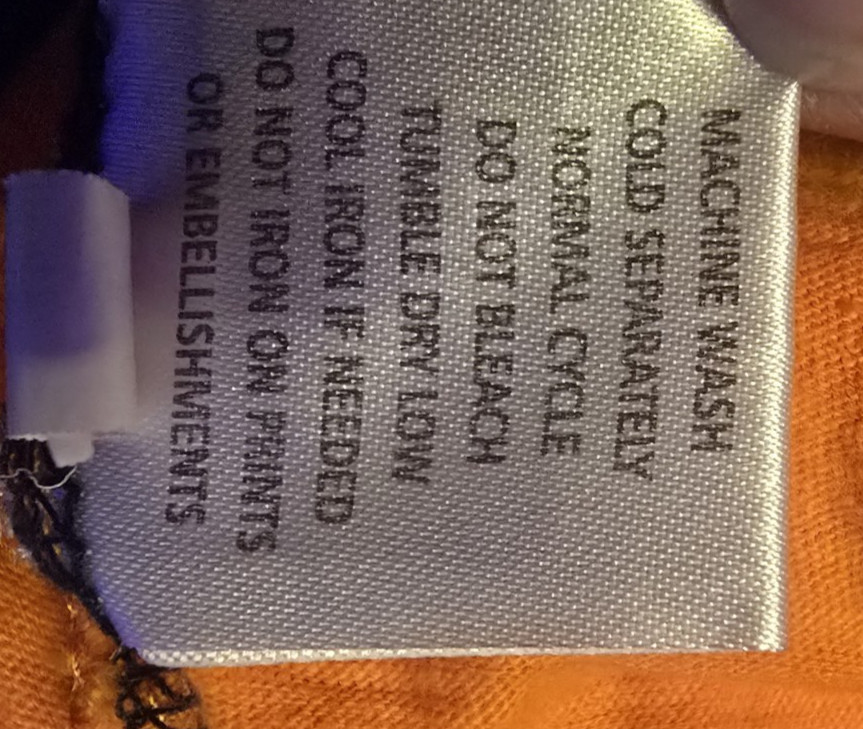 MACHINE WASH
COLD SEPARATELY
NORMAL CYCLE
DO NOT BLEACH
TUMBLE DRY LOW
COOL IRON IF NEEDED
DO NOT IRON ON PRINTS
OR EMBELLISHMENTS